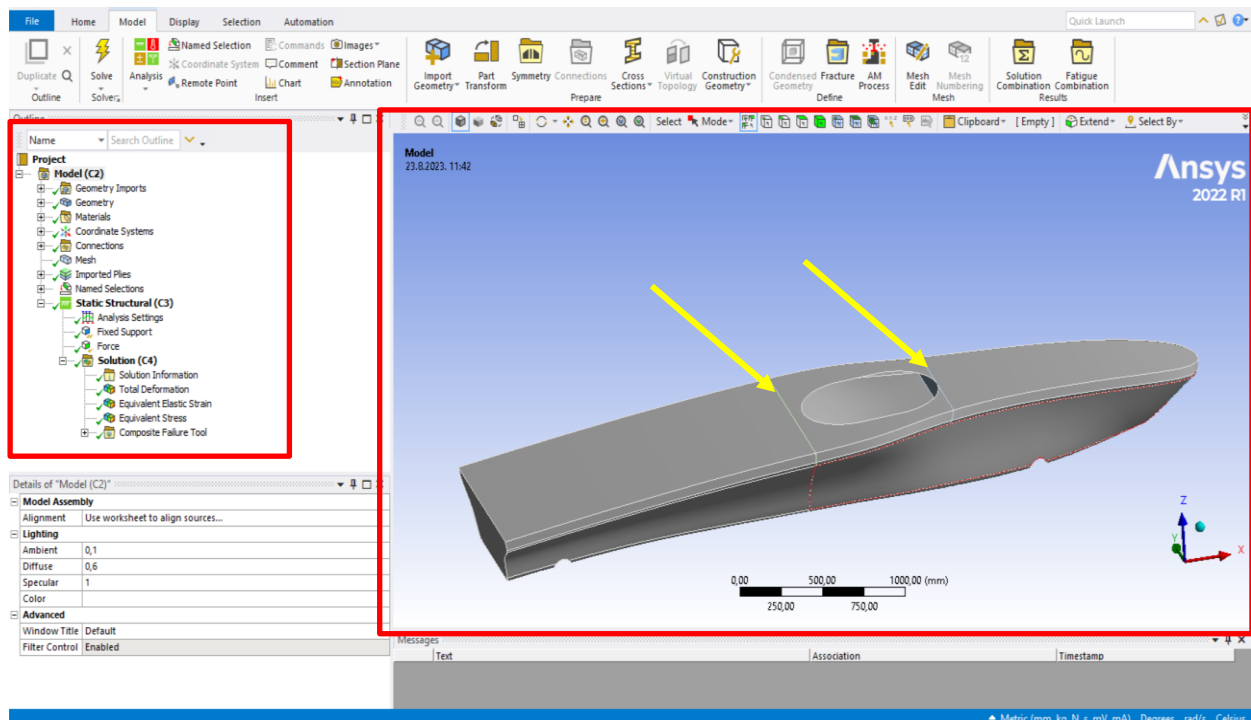 File Home Model Display Selection Automation Quick Launch
Duplicate Q Solve Analysis Named Selection Commands Images
Coordinate System Comment Section Plane
Remote Point Chart Annotation
Import Geometry Part Transform Symmetry Connections Cross Sections Virtual Topology Construction Geometry Condensed Geometry Fracture AM Process Mesh Edit Mesh Numbering Solution Combination Fatigue Combination
Outline Solver Insert Prepare Define Mesh Results
Outline
Name Search Outline
Select Mode Clipboard [ Empty ] Extend Select By
Project
Model (C2)
Geometry Imports
Geometry
Materials
Coordinate Systems
Connections
Mesh
Imported Plies
Named Selections
Static Structural (C3)
Analysis Settings
Fixed Support
Force
Solution (C4)
Solution Information
Total Deformation
Equivalent Elastic Strain
Equivalent Stress
Composite Failure Tool
Model
23.8.2023. 11:42
Ansys
2022 R1
Z
Y
X
0,00 500,00 1000,00 (mm)
250,00 750,00
Details of "Model (C2)"
Model Assembly
Alignment Use worksheet to align sources...
Lighting
Ambient 0,1
Diffuse 0,6
Specular 1
Color
Advanced
Window Title Default
Filter Control Enabled
Messages
Text Association Timestamp
Metric (mm, kg, N, s, mV, mA) Degrees rad/s Celsius